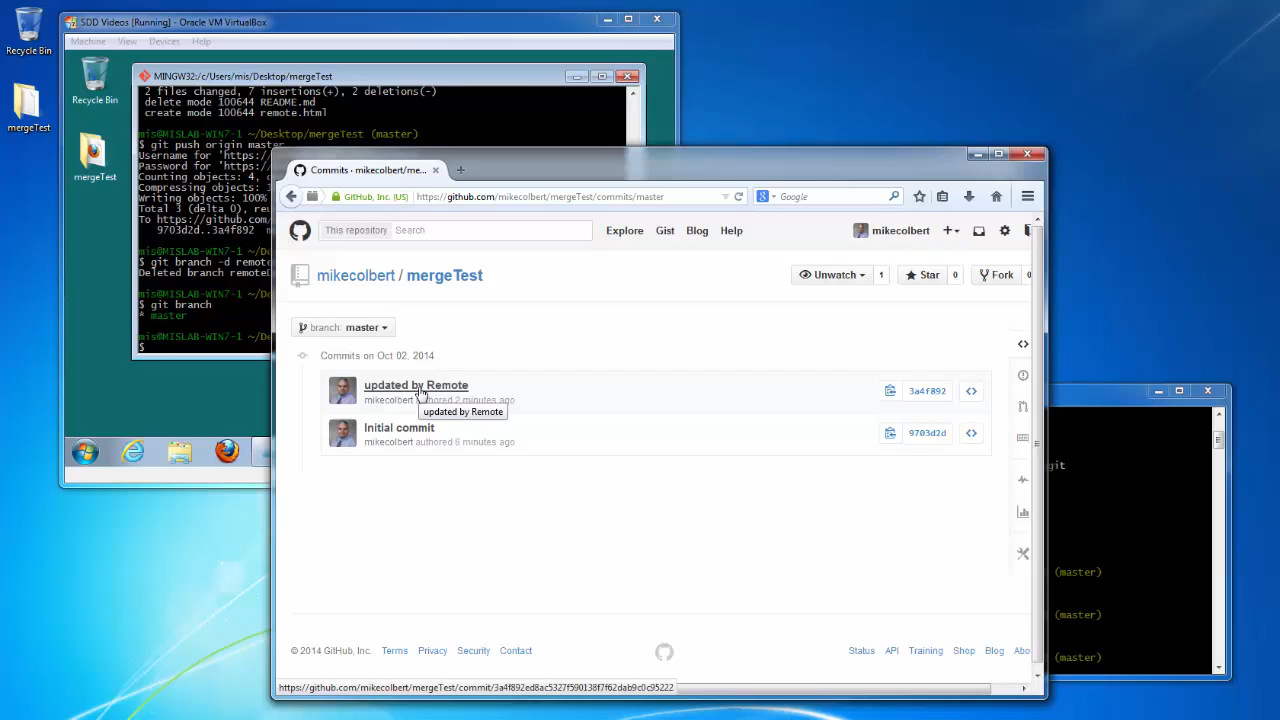 Recycle Bin
mergeTest
SDD Videos [Running] - Oracle VM VirtualBox
Machine View Devices Help
Recycle Bin
mergeTest
MINGW32:/c/Users/mis/Desktop/mergeTest
2 files changed, 7 insertions(+), 2 deletions(-)
delete mode 100644 README.md
create mode 100644 remote.html
mis@MISLAB-WIN7-1 ~/Desktop/mergeTest (master)
$ git push origin master
Username for 'https:/
Password for 'https:/
Counting objects: 4,
Compressing objects:
Writing objects: 100%
Total 3 (delta 0), reu
To https://github.com
9703d2d..3a4f892
mis@MISLAB-WIN7-1 ~/De
$ git branch -d remote
Deleted branch remote
mis@MISLAB-WIN7-1 ~/De
$ git branch
* master
mis@MISLAB-WIN7-1 ~/De
$
Commits · mikecolbert/me...
GitHub, Inc. (US) https://github.com/mikecolbert/mergeTest/commits/master
Google
This repository Search Explore Gist Blog Help mikecolbert
mikecolbert / mergeTest
Unwatch 1 Star 0 Fork 0
branch: master
Commits on Oct 02, 2014
updated by Remote
mikecolbert authored 2 minutes ago
3a4f892
updated by Remote
Initial commit
mikecolbert authored 6 minutes ago
9703d2d
© 2014 GitHub, Inc. Terms Privacy Security Contact
Status API Training Shop Blog Abo
https://github.com/mikecolbert/mergeTest/commit/3a4f892ed8ac5327f590138f7f62dab9c0c95222
git
(master)
(master)
(master)